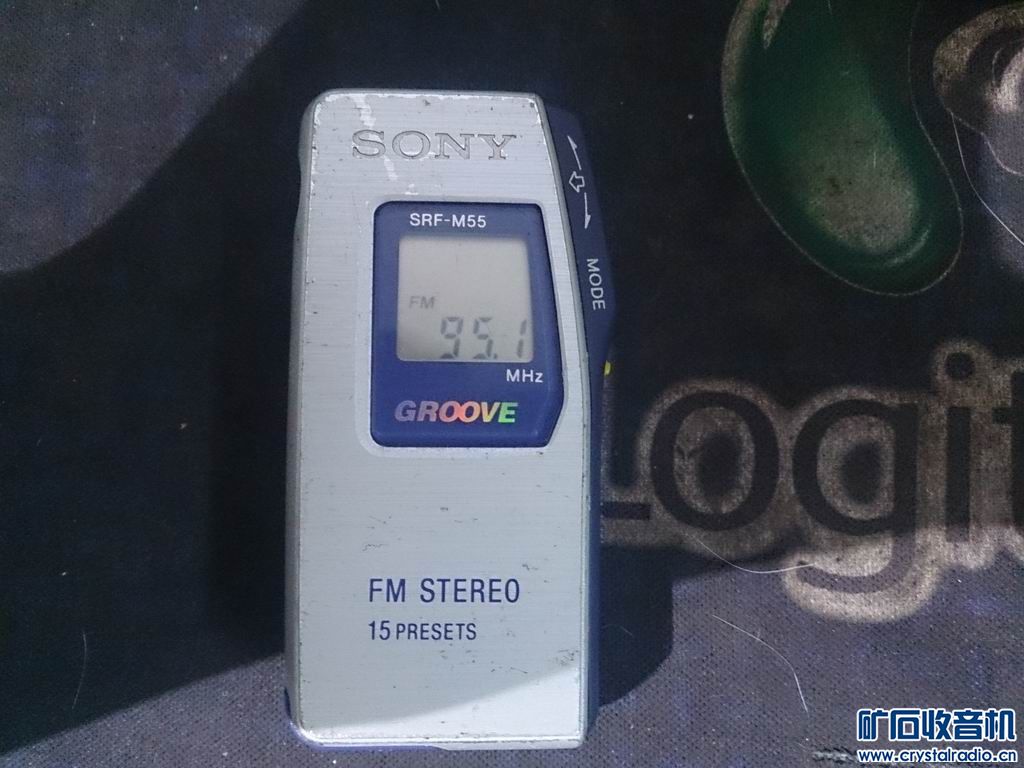 SONY
SRF-M55
MODE
FM
95.1
MHz
GROOVE
Logit
FM STEREO
15 PRESETS
矿石收音机
www.crystalradio.cn